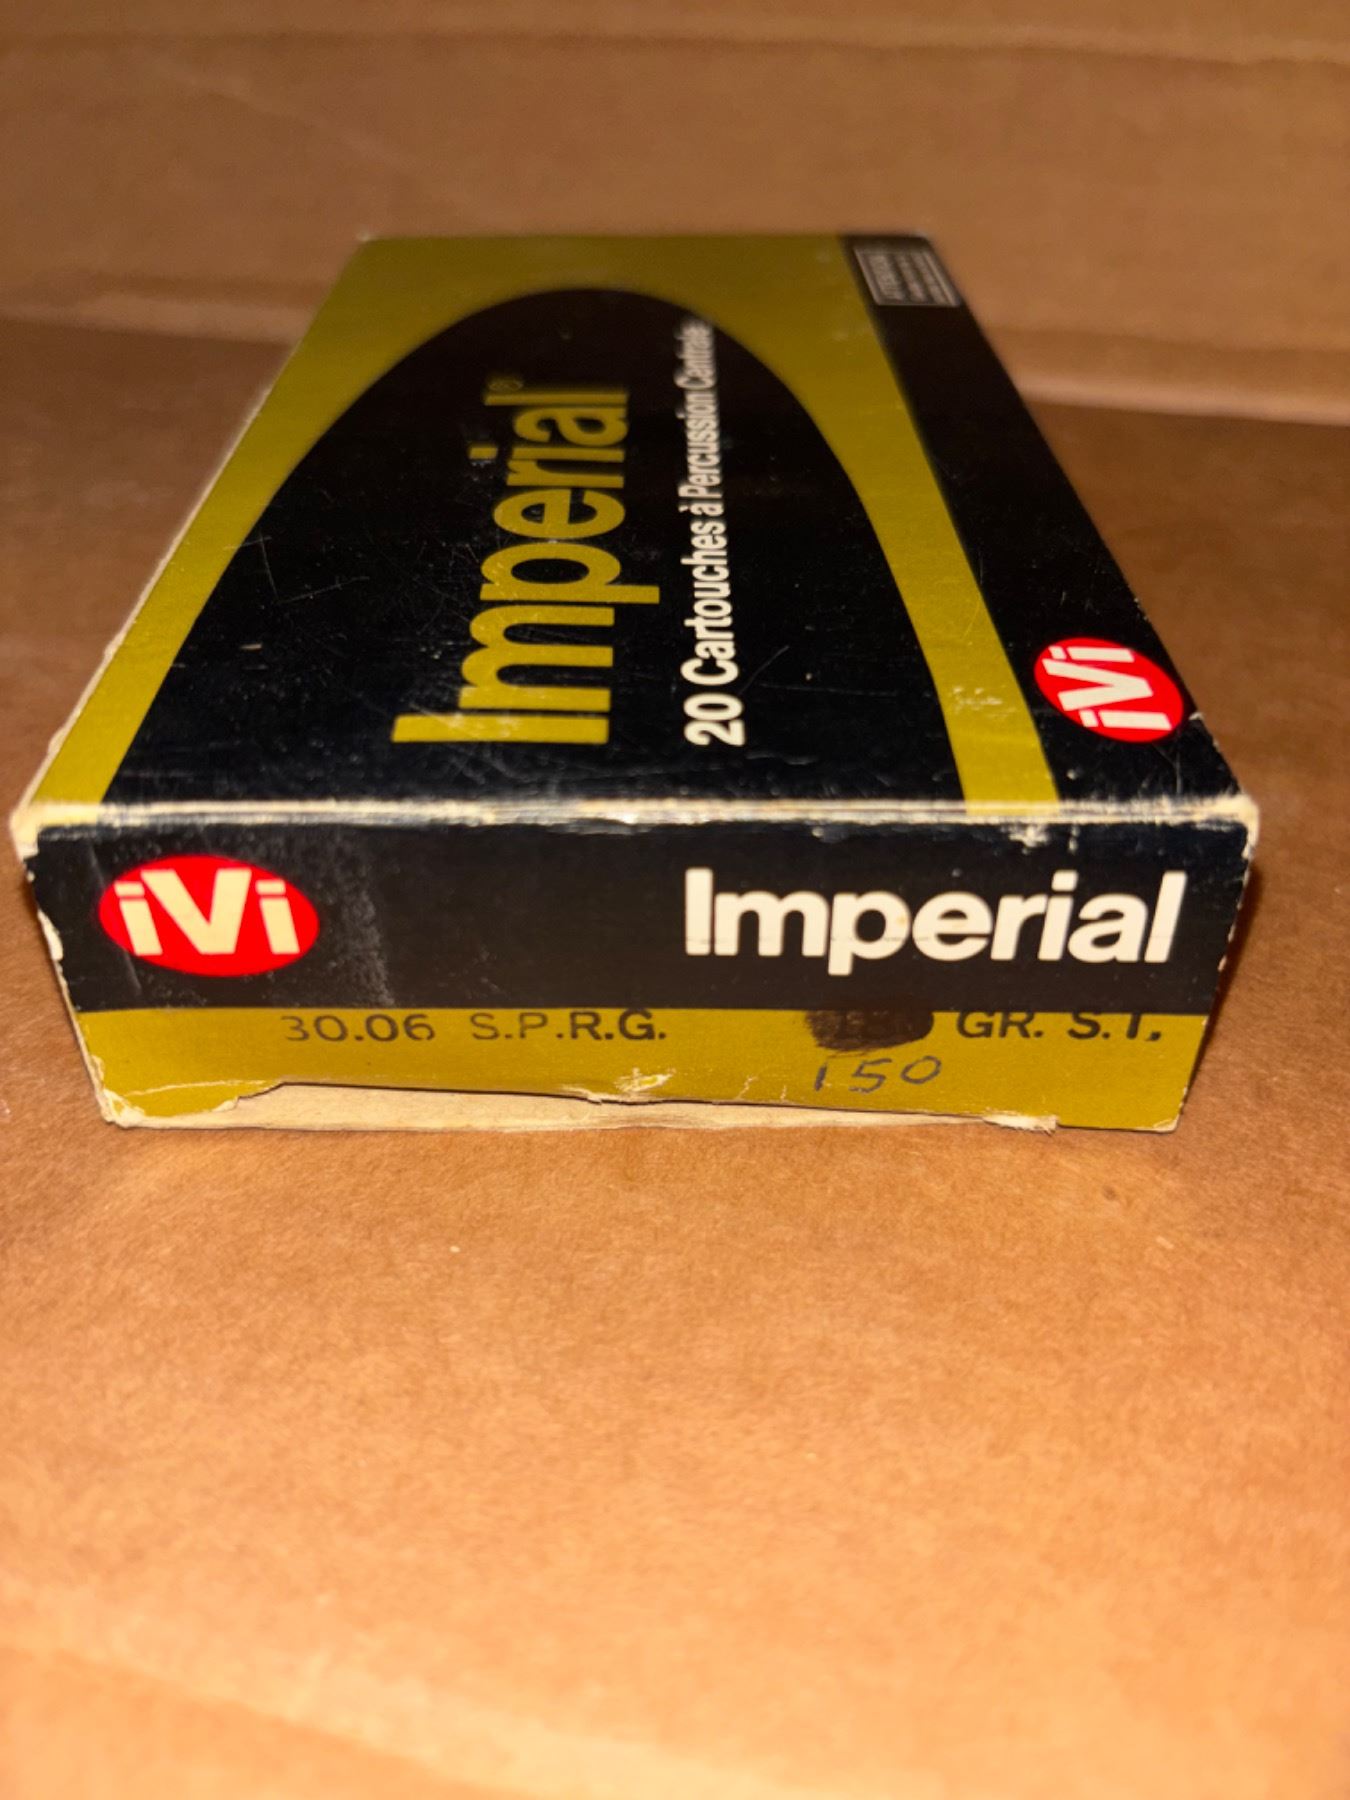 Imperial®
20 Cartouches à Percussion Centrale
iVi
iVi Imperial
30.06 S.P.R.G. GR. S.T,
150